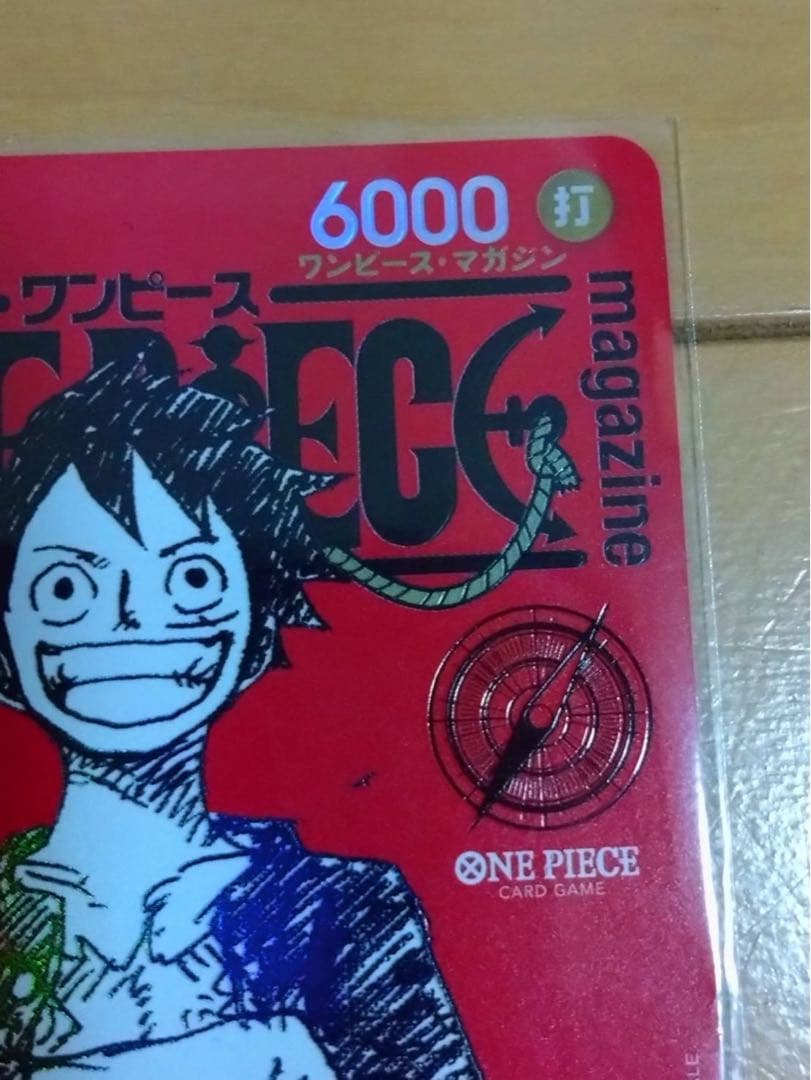 6000 打
ワンピース・マガジン
・ワンピース
PIECE
magazine
ONE PIECE
CARD GAME